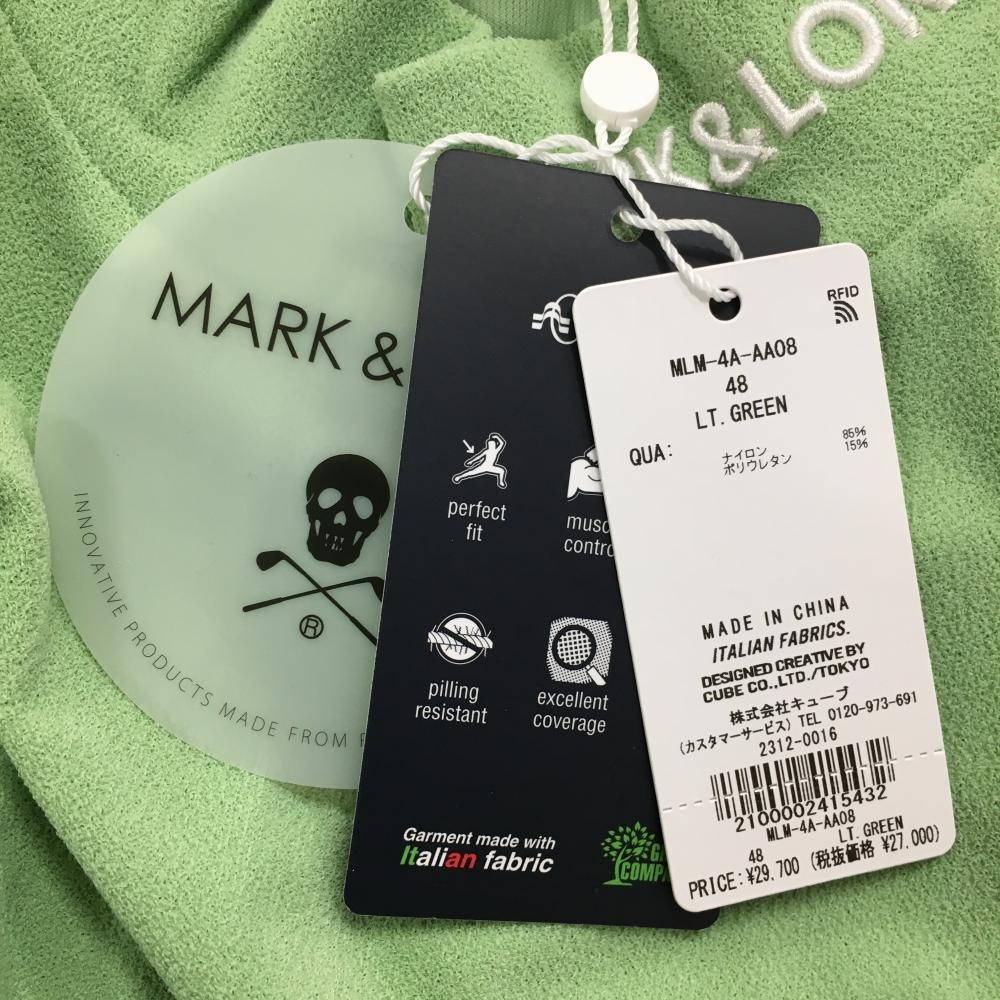 K&LON
MARK &
INNOVATIVE PRODUCTS MADE FROM
®
perfect
fit
pilling
resistant
excellent
coverage
Garment made with
Italian fabric
RFID
MLM-4A-AA08
48
LT. GREEN
QUA: ナイロン 85%
ポリウレタン 15%
MADE IN CHINA
ITALIAN FABRICS.
DESIGNED CREATIVE BY
CUBE CO.,LTD./TOKYO
株式会社キューブ
(カスタマーサービス) TEL 0120-973-691
2312-0016
2100002415432
MLM-4A-AA08
48 LT. GREEN
PRICE:¥29,700 (税抜価格 ¥27,000)